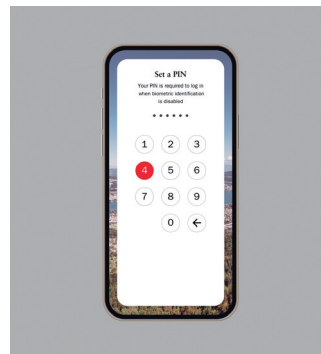 Set a PIN
Your PIN is required to log in
when biometric identification
is disabled
1 2 3
4 5 6
7 8 9
0